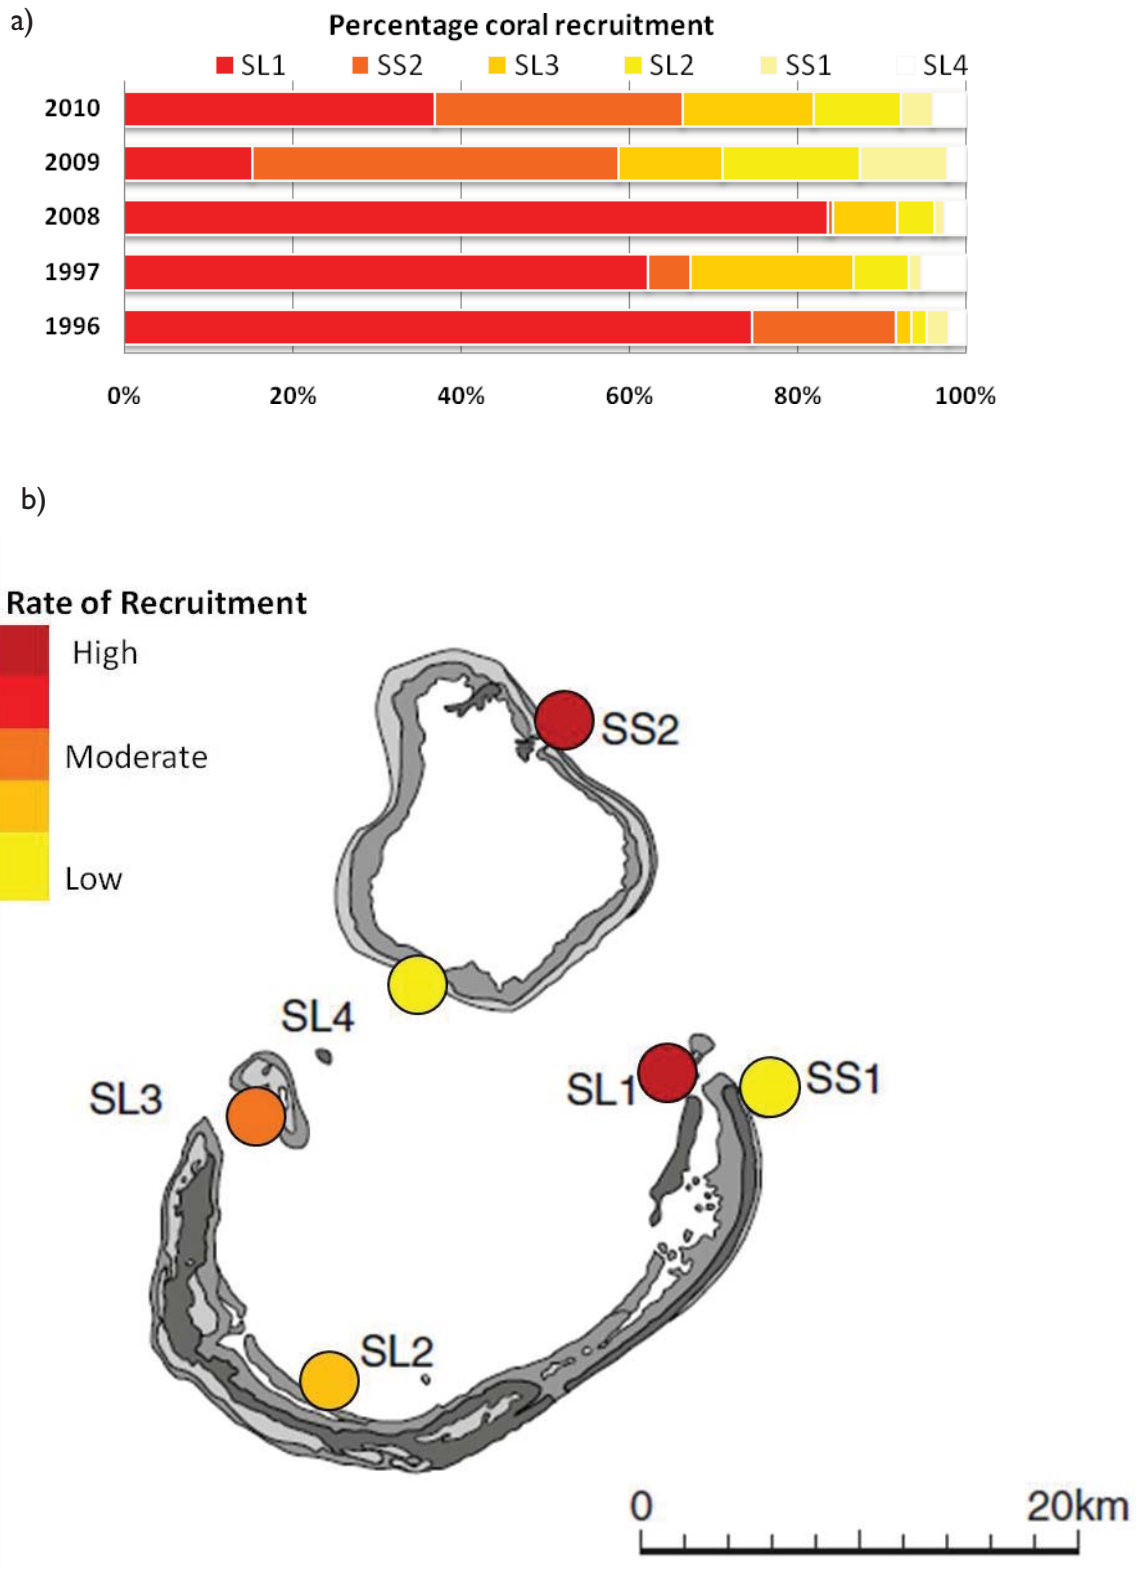 a)
Percentage coral recruitment
SL1 SS2 SL3 SL2 SS1 SL4
2010
2009
2008
1997
1996
0% 20% 40% 60% 80% 100%
b)
Rate of Recruitment
High
Moderate
Low
SS2
SL4
SL3
SL1
SS1
SL2
0 20km